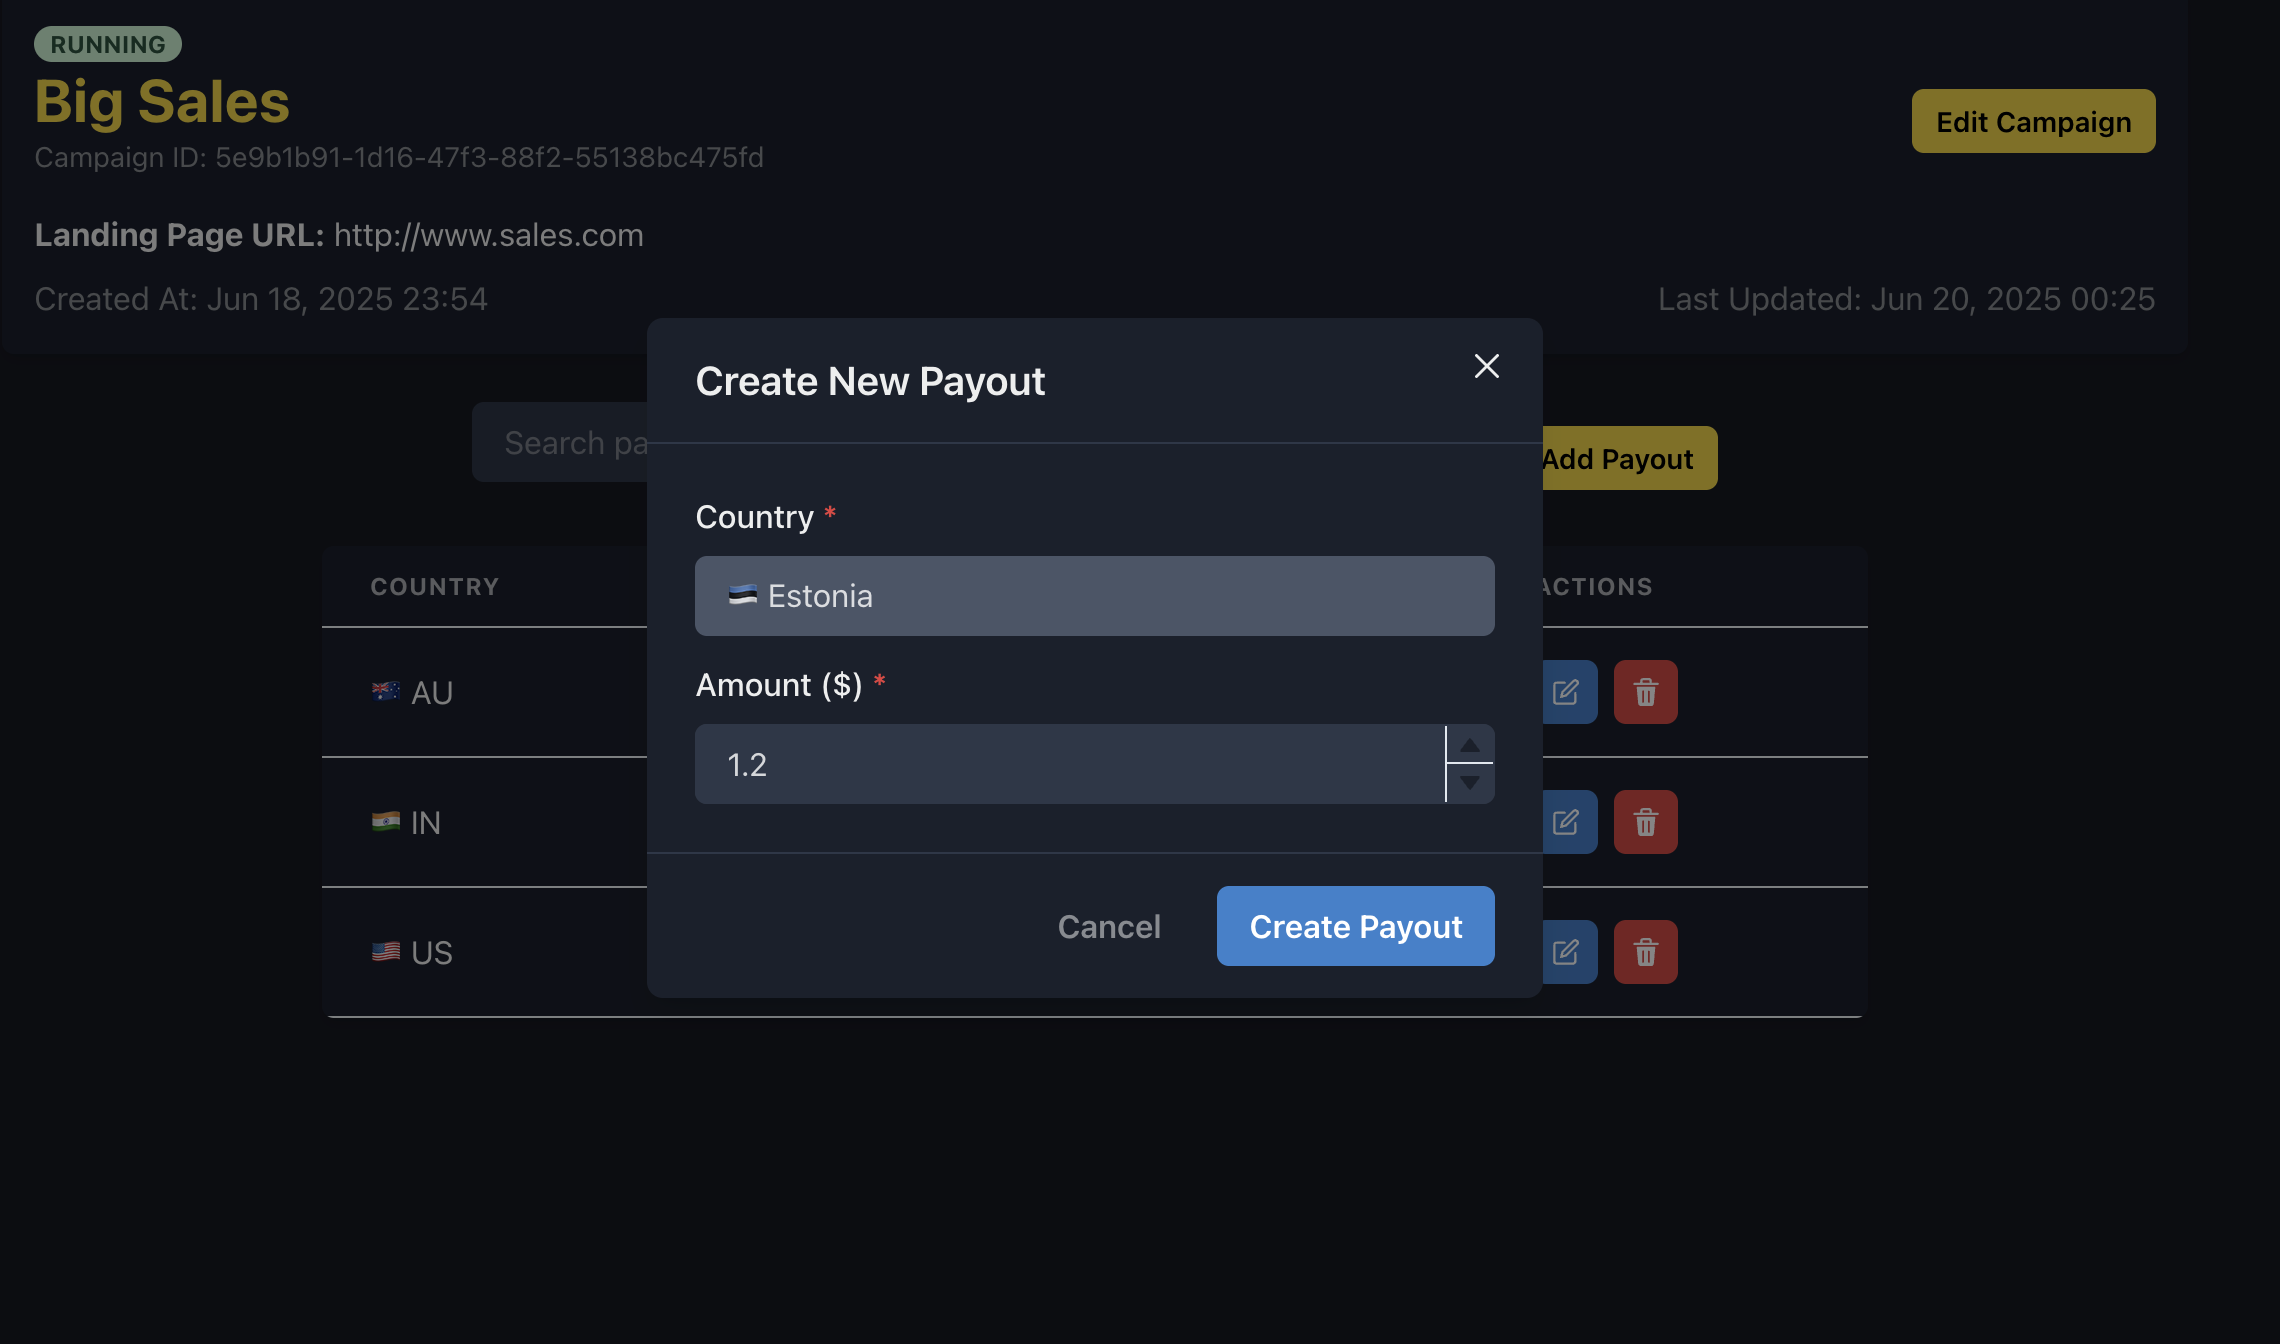 RUNNING
Big Sales
Edit Campaign
Campaign ID: 5e9b1b91-1d16-47f3-88f2-55138bc475fd
Landing Page URL: http://www.sales.com
Created At: Jun 18, 2025 23:54
Last Updated: Jun 20, 2025 00:25
Create New Payout
Search pa
Add Payout
Country *
Estonia
COUNTRY
ACTIONS
Amount ($) *
1.2
AU
IN
US
Cancel
Create Payout